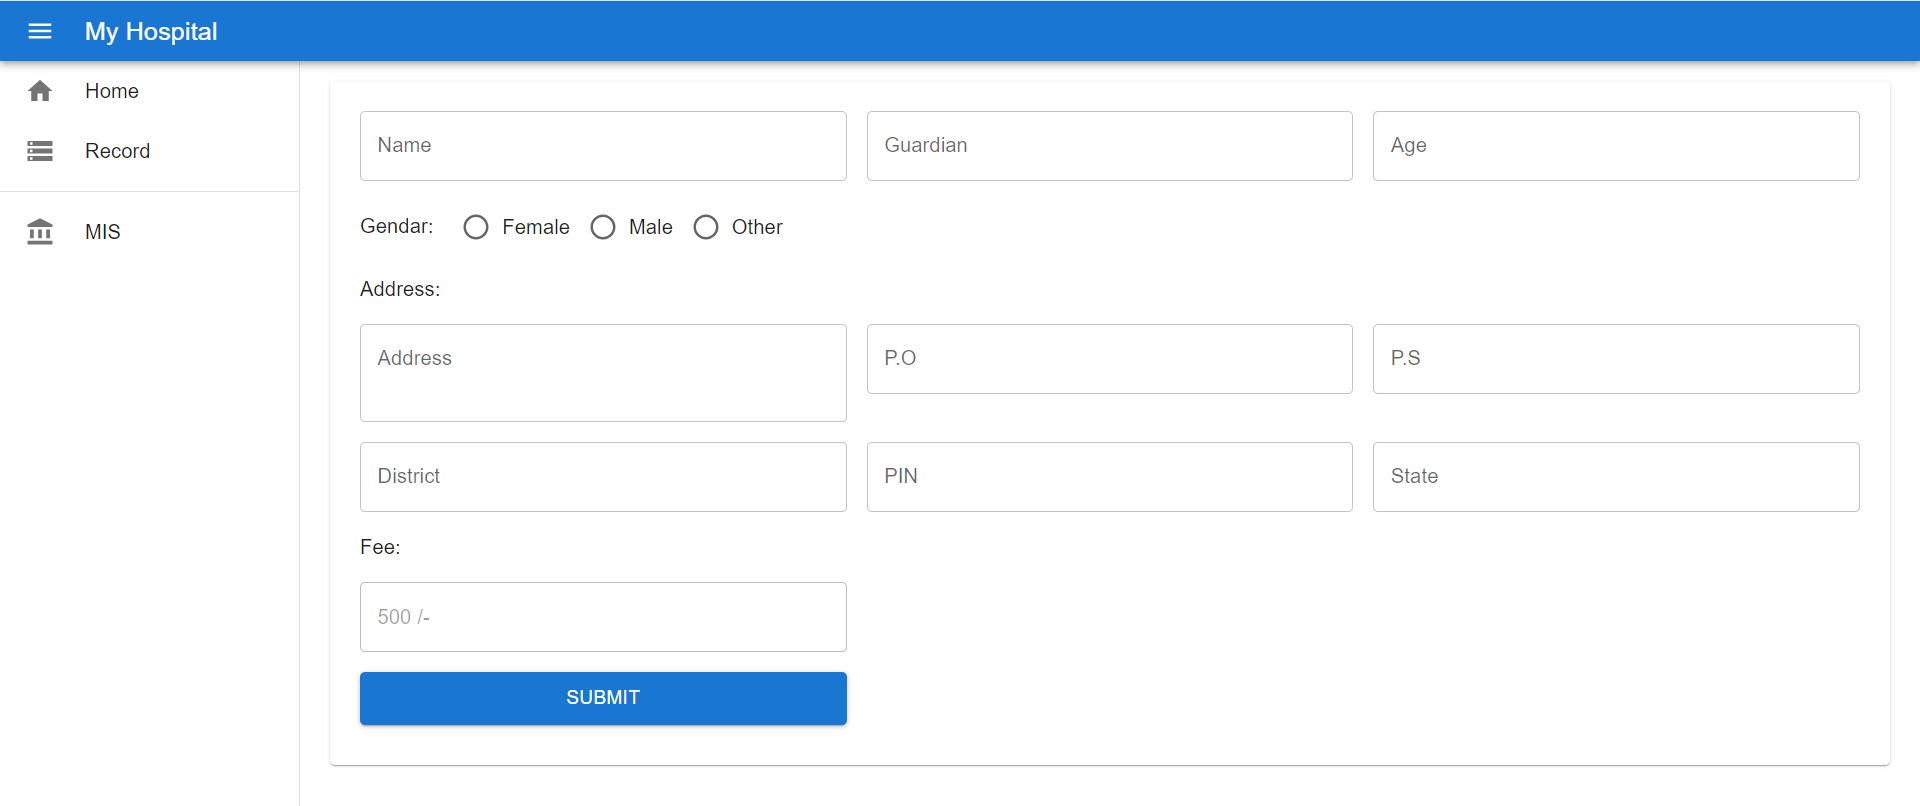 My Hospital
Home
Record
MIS
Name Guardian Age
Gendar: Female Male Other
Address:
Address P.O P.S
District PIN State
Fee:
500 /-
SUBMIT